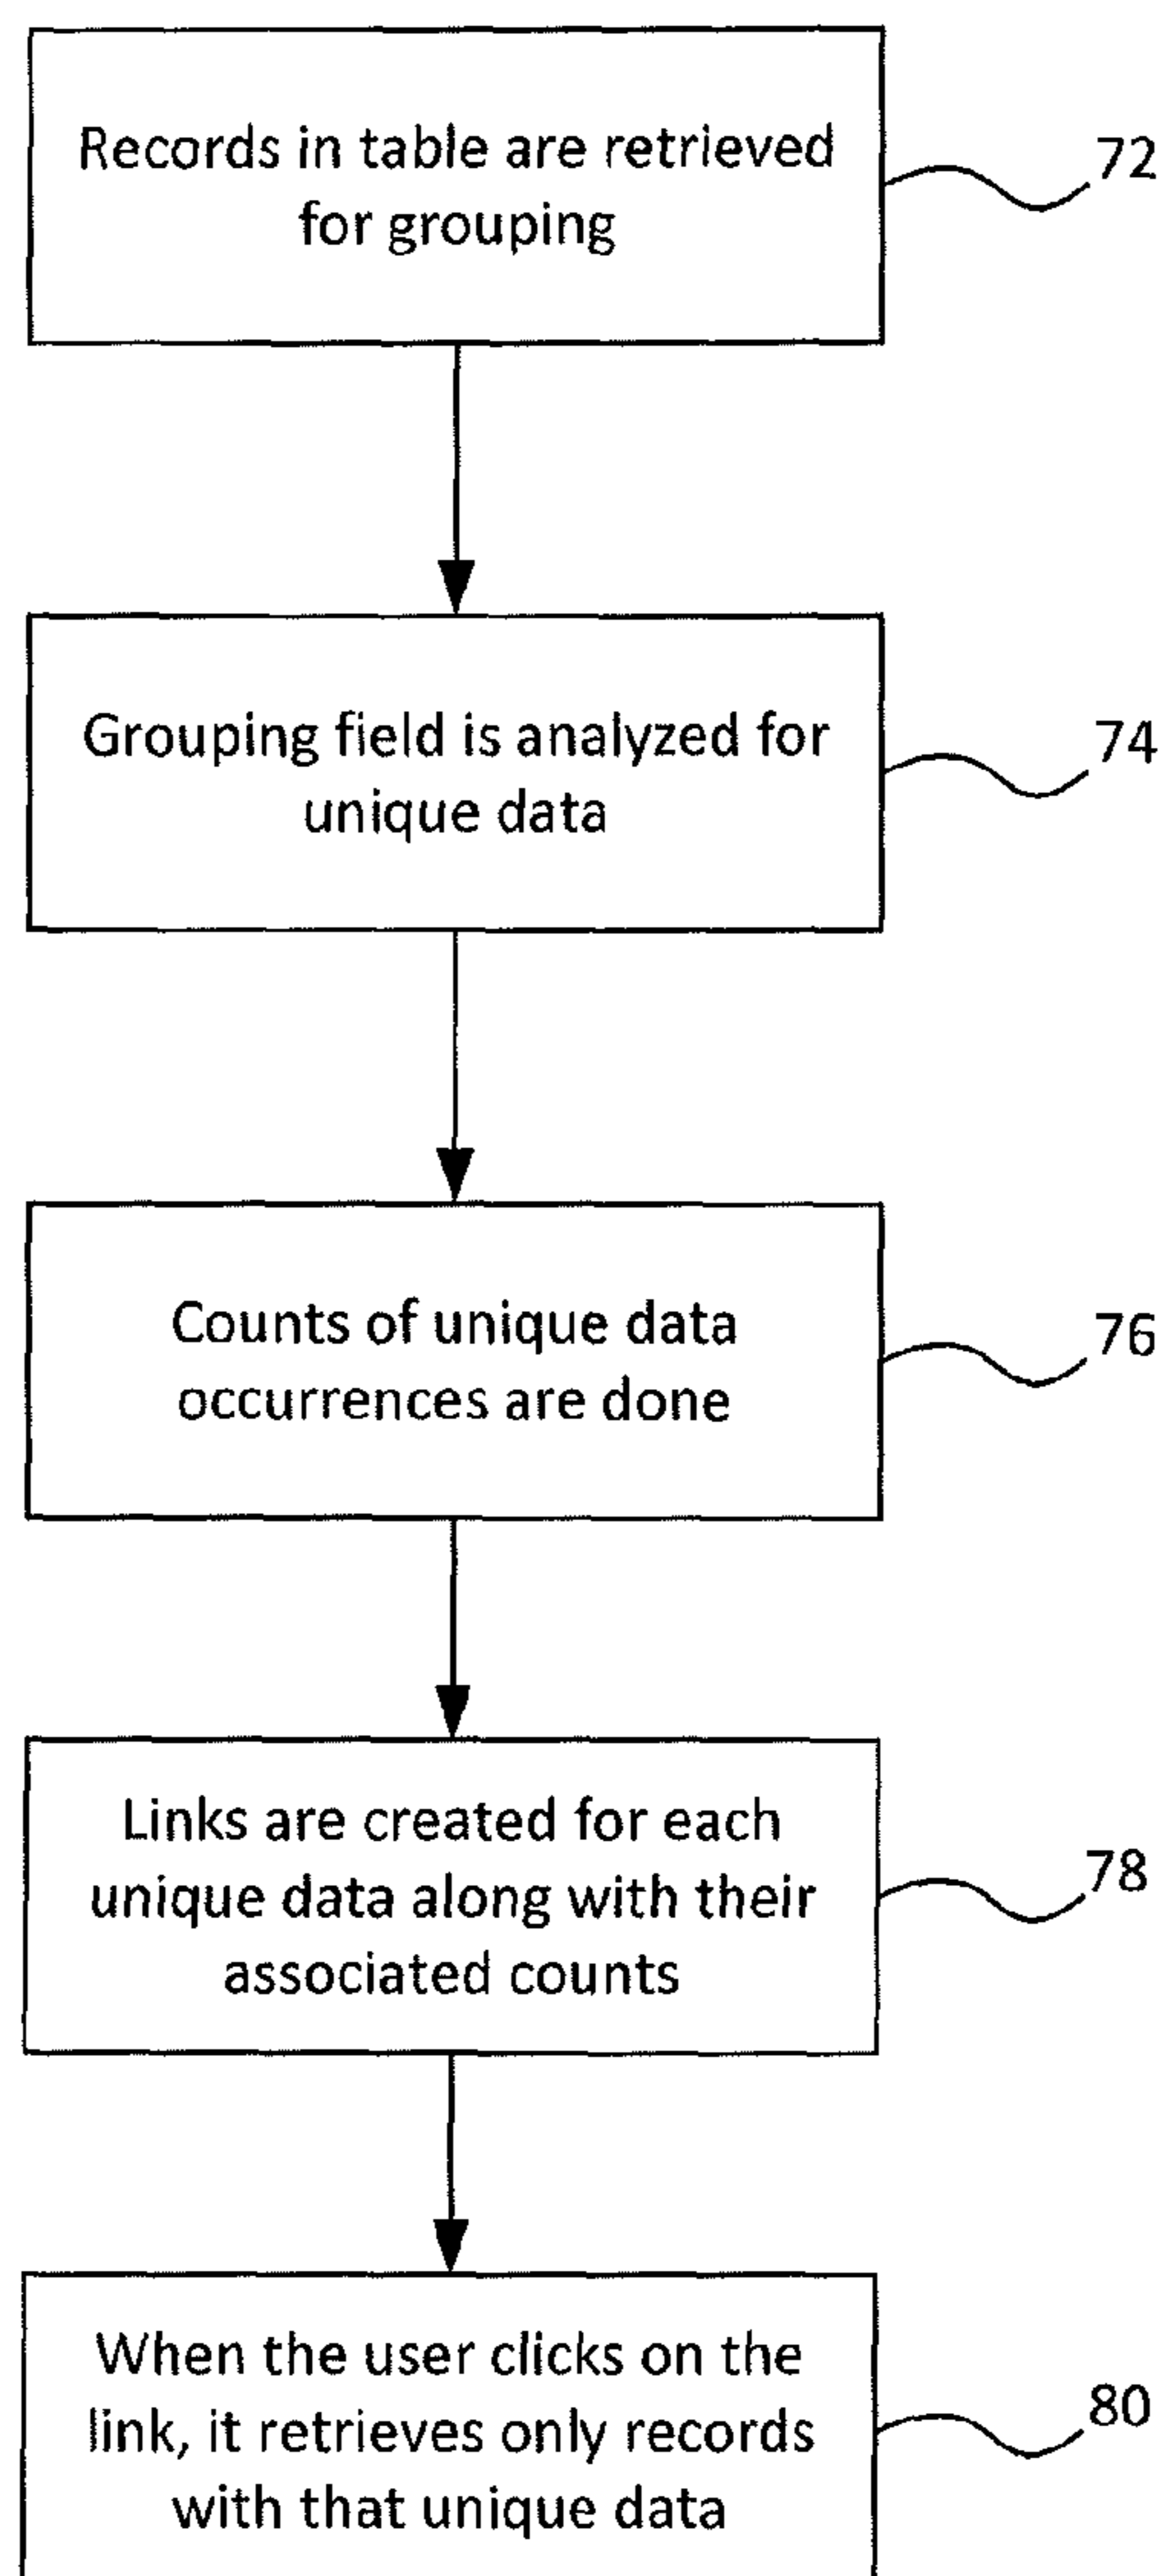 Records in table are retrieved
for grouping
72
Grouping field is analyzed for
unique data
74
Counts of unique data
occurrences are done
76
Links are created for each
unique data along with their
associated counts
78
When the user clicks on the
link, it retrieves only records
with that unique data
80